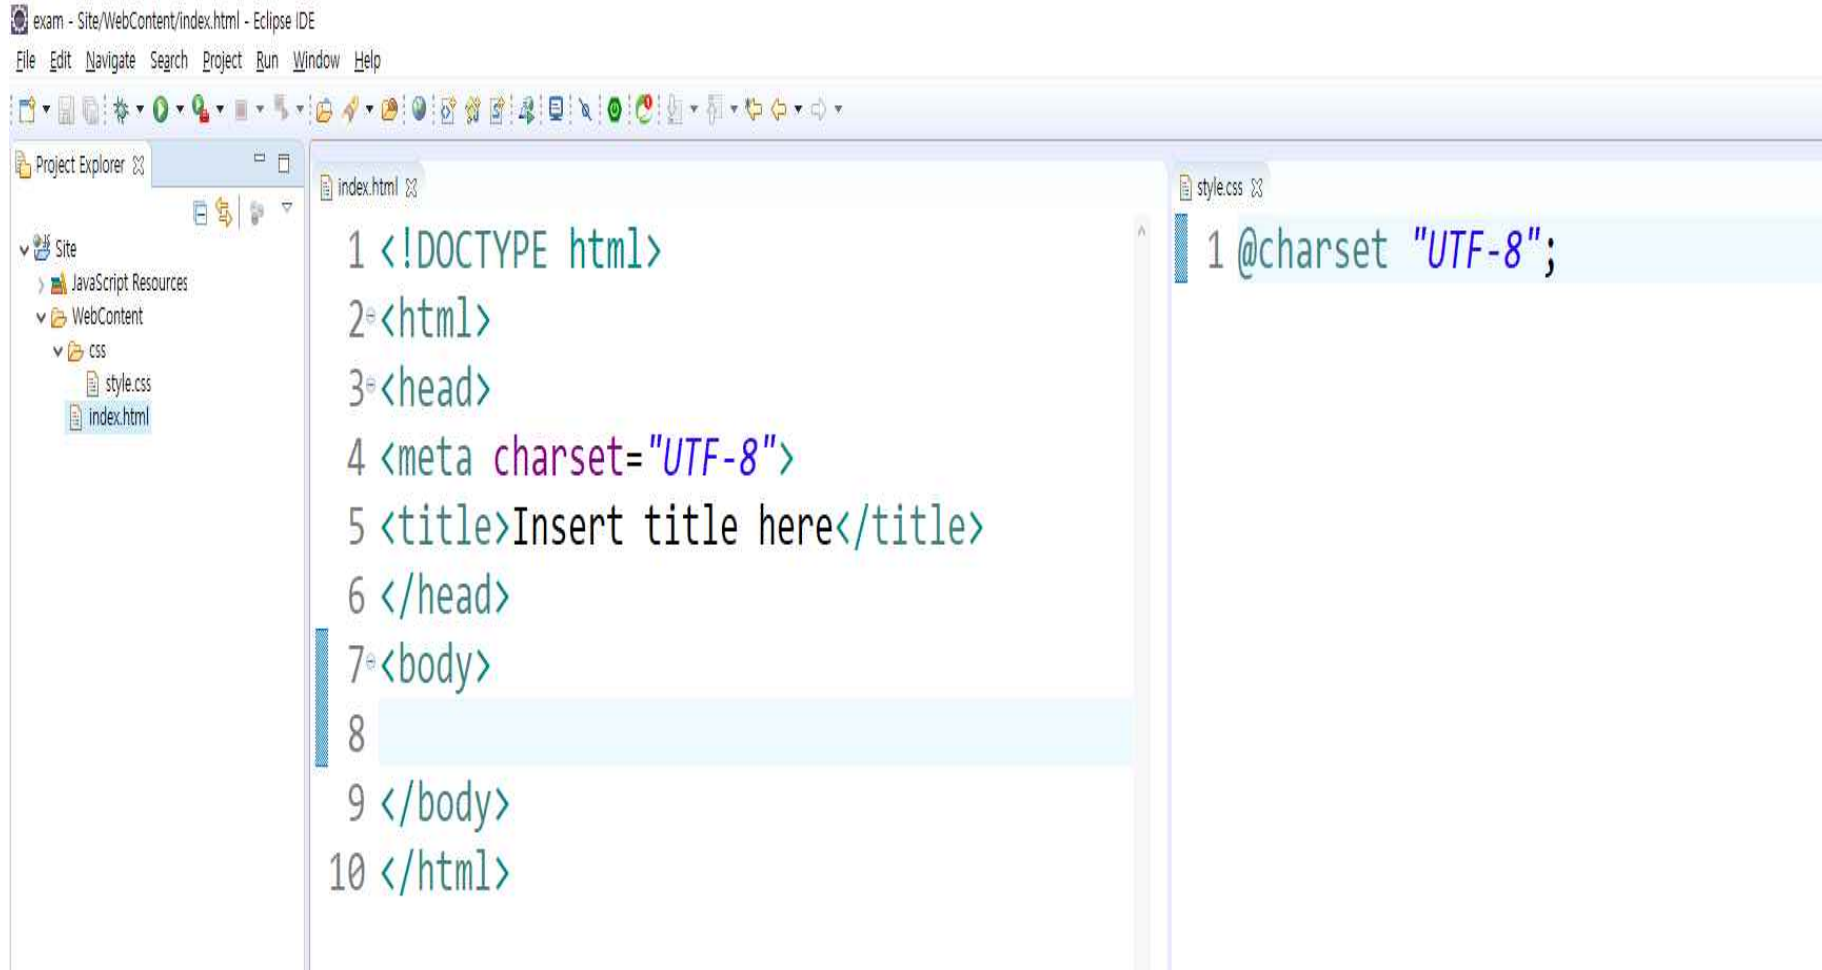 exam - Site/WebContent/index.html - Eclipse IDE
File Edit Navigate Search Project Run Window Help
Project Explorer
Site
JavaScript Resources
WebContent
css
style.css
index.html
index.html
1 <!DOCTYPE html>
2 <html>
3 <head>
4 <meta charset="UTF-8">
5 <title>Insert title here</title>
6 </head>
7 <body>
8
9 </body>
10 </html>
style.css
1 @charset "UTF-8";